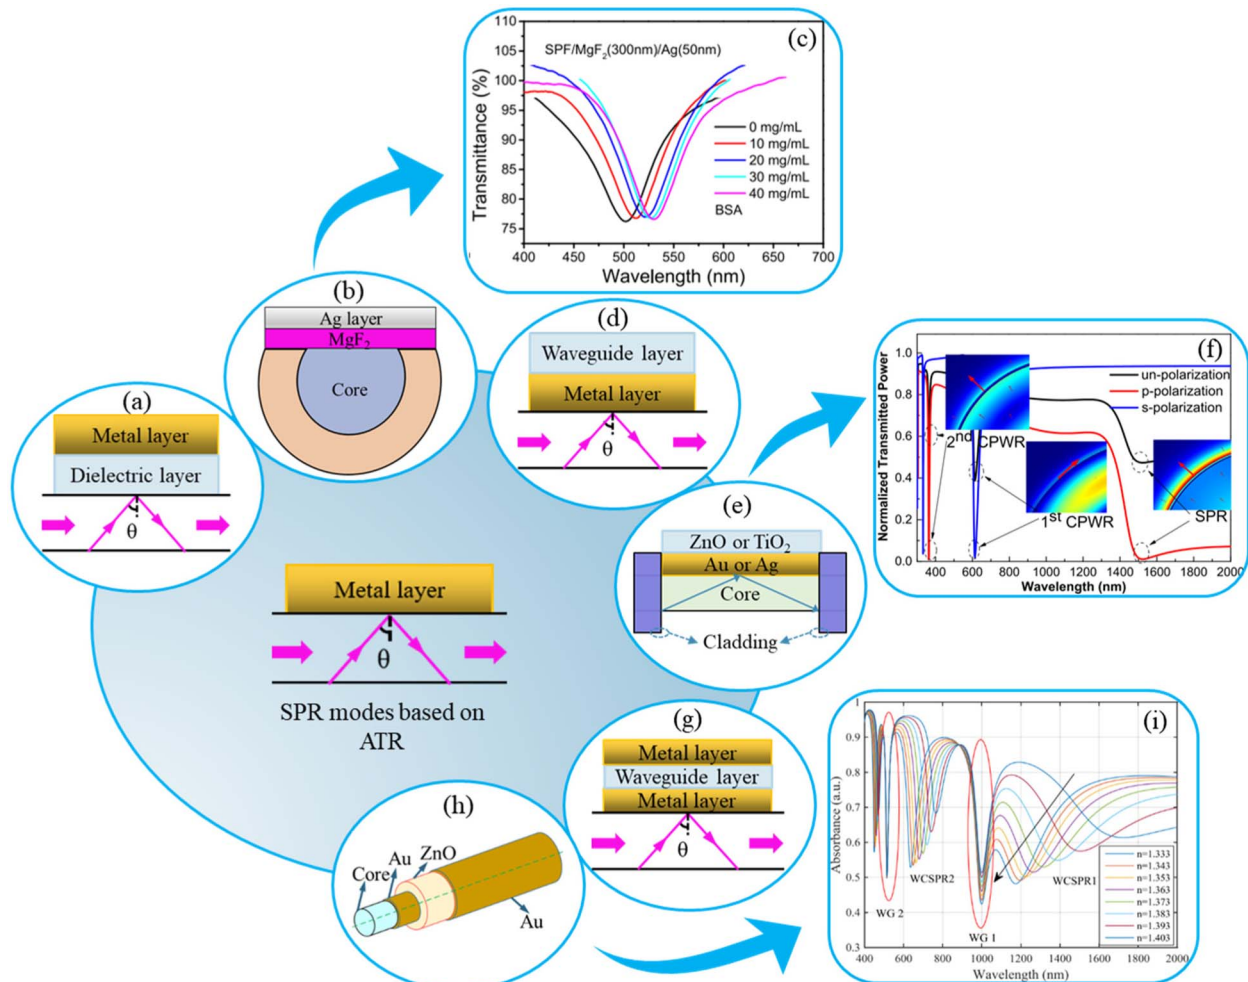 (c)
SPF/MgF₂(300nm)/Ag(50nm)
Transmittance (%)
110
105
100
95
90
85
80
75
0 mg/mL
10 mg/mL
20 mg/mL
30 mg/mL
40 mg/mL
BSA
400 450 500 550 600 650 700
Wavelength (nm)
(b)
Ag layer
MgF₂
Core
(d)
Waveguide layer
Metal layer
θ
(a)
Metal layer
Dielectric layer
θ
(f)
Normalized Transmitted Power
1.0
0.8
0.6
0.4
0.2
0.0
un-polarization
p-polarization
s-polarization
2nd CPWR
1st CPWR
SPR
400 600 800 1000 1200 1400 1600 1800 2000
Wavelength (nm)
(e)
ZnO or TiO₂
Au or Ag
Core
Cladding
Metal layer
θ
SPR modes based on
ATR
(g)
Metal layer
Waveguide layer
Metal layer
θ
(h)
Core
Au
ZnO
Au
(i)
Absorbance (a.u.)
1
0.9
0.8
0.7
0.6
0.5
0.4
0.3
WCSPR2
WCSPR1
WG 2
WG 1
n=1.333
n=1.343
n=1.353
n=1.363
n=1.373
n=1.383
n=1.393
n=1.403
400 600 800 1000 1200 1400 1600 1800 2000
Wavelength (nm)